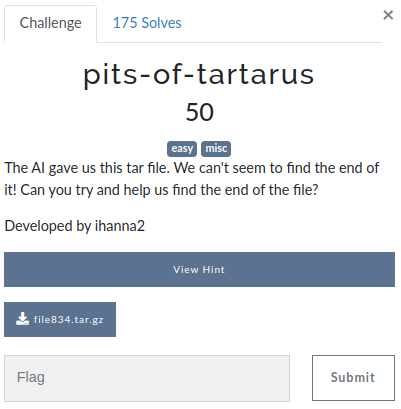 Challenge
175 Solves
×
pits-of-tartarus
50
easy misc
The AI gave us this tar file. We can't seem to find the end of
it! Can you try and help us find the end of the file?
Developed by ihanna2
View Hint
file834.tar.gz
Flag
Submit